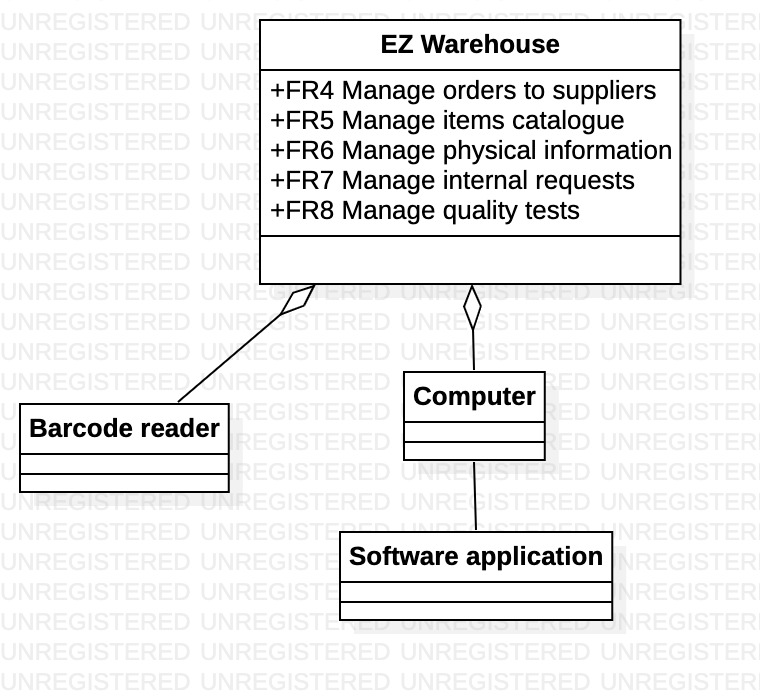 EZ Warehouse
+FR4 Manage orders to suppliers
+FR5 Manage items catalogue
+FR6 Manage physical information
+FR7 Manage internal requests
+FR8 Manage quality tests
Barcode reader
Computer
Software application
UNREGISTERED